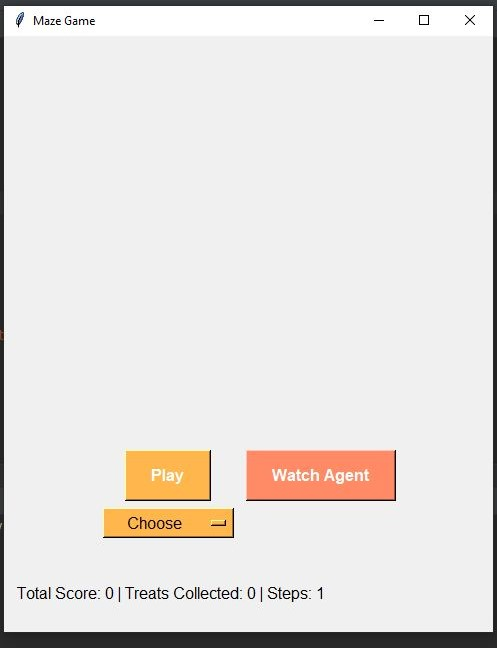 Maze Game
Play
Watch Agent
Choose
Total Score: 0 | Treats Collected: 0 | Steps: 1